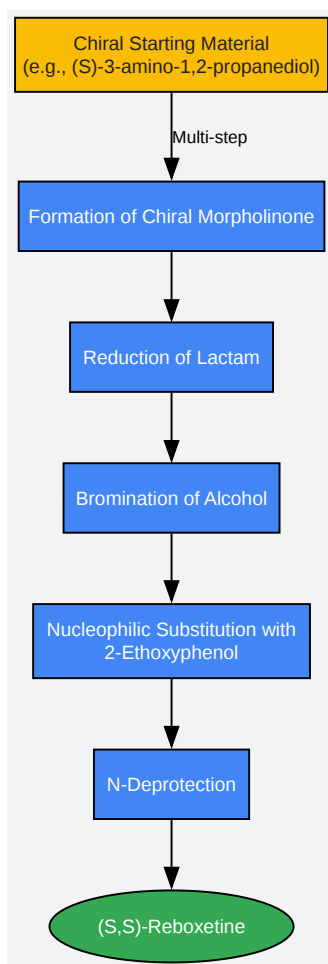 Chiral Starting Material
(e.g., (S)-3-amino-1,2-propanediol)
Multi-step
Formation of Chiral Morpholinone
Reduction of Lactam
Bromination of Alcohol
Nucleophilic Substitution with
2-Ethoxyphenol
N-Deprotection
(S,S)-Reboxetine